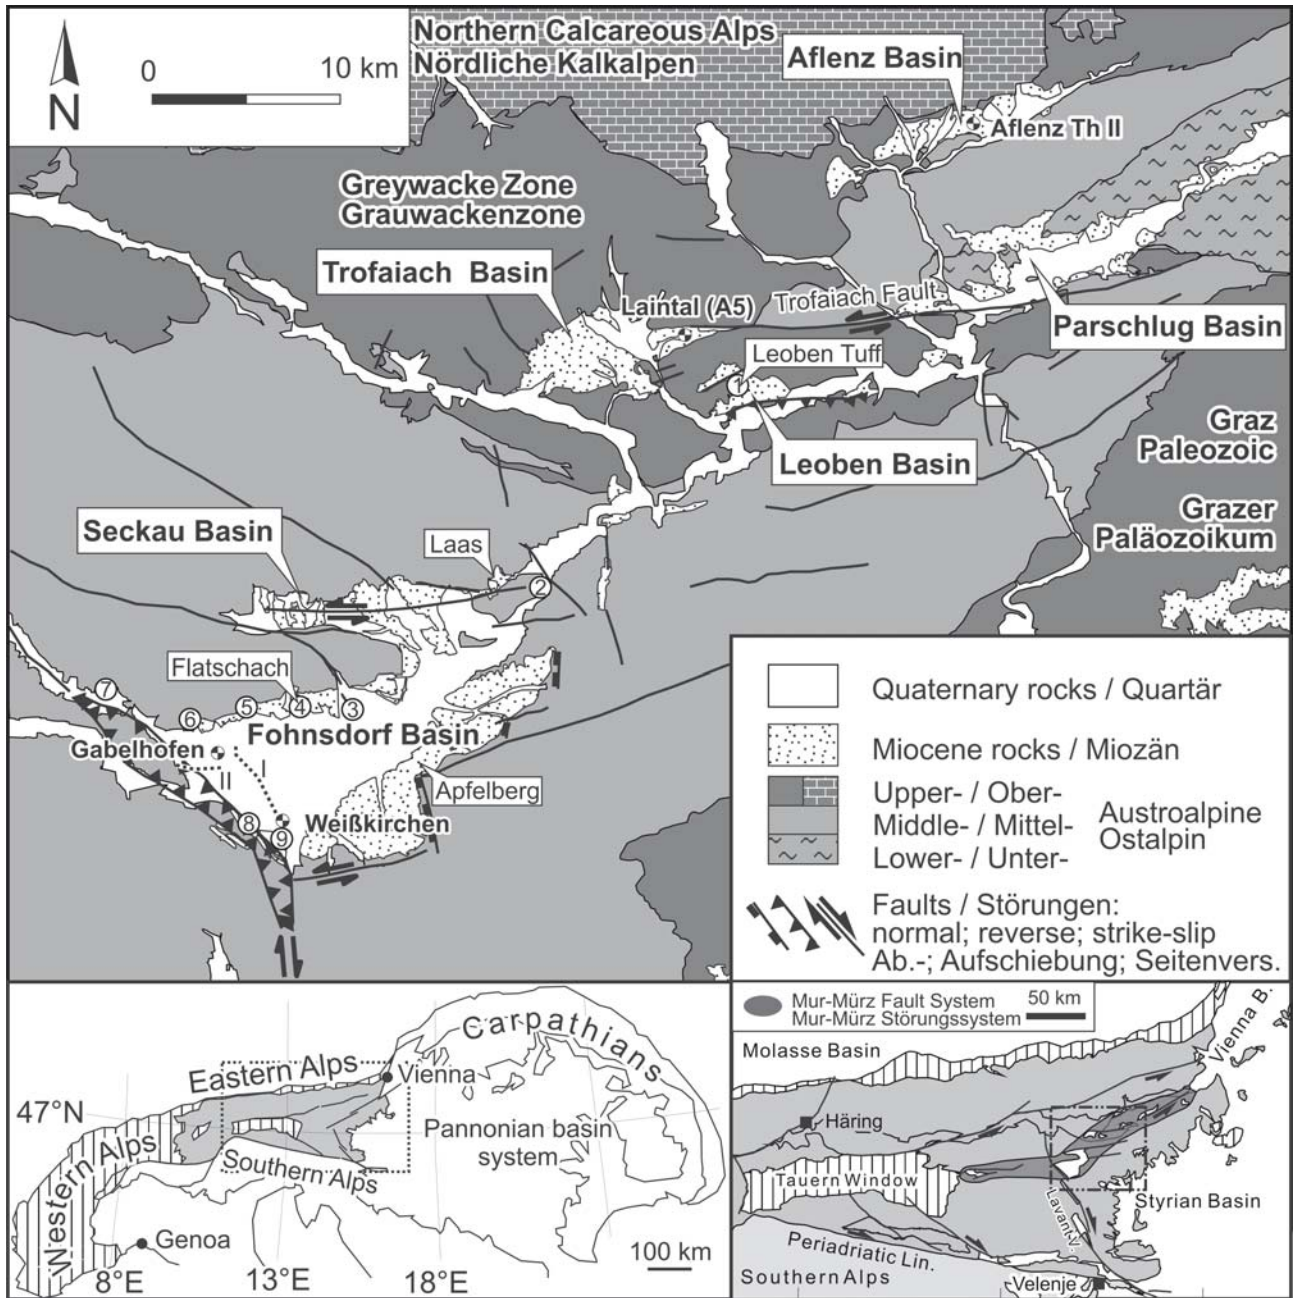 Northern Calcareous Alps
Nördliche Kalkalpen
0
10 km
N
Aflenz Basin
Aflenz Th II
Greywacke Zone
Grauwackenzone
Trofaiach Basin
Laintal (A5)
Trofaiach Fault
Parschlug Basin
Leoben Tuff
1
Leoben Basin
Graz
Paleozoic
Grazer
Paläozoikum
Seckau Basin
Laas
2
Flatschach
7
6
5
4
3
Gabelhofen
Fohnsdorf Basin
I
II
Apfelberg
8
9
Weißkirchen
Quaternary rocks / Quartär
Miocene rocks / Miozän
Upper- / Ober-
Middle- / Mittel-
Lower- / Unter-
Austroalpine
Ostalpin
Faults / Störungen:
normal; reverse; strike-slip
Ab.-; Aufschiebung; Seitenvers.
Carpathians
Eastern Alps
Vienna
47°N
Pannonian basin
system
Western Alps
Southern Alps
Genoa
100 km
8°E
13°E
18°E
Mur-Mürz Fault System
Mur-Mürz Störungssystem
50 km
Vienna B.
Molasse Basin
Häring
Tauern Window
Styrian Basin
Lavant v.
Periadriatic Lin.
Southern Alps
Velenje